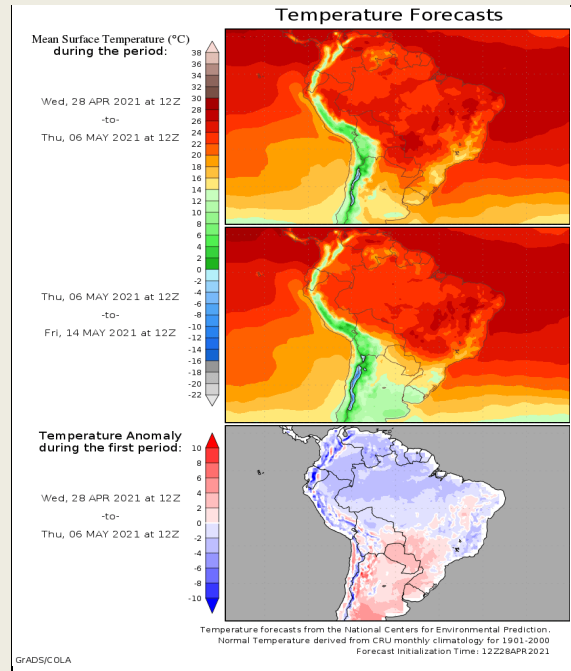 Temperature Forecasts
Mean Surface Temperature (°C)
during the period:
Wed, 28 APR 2021 at 12Z
-to-
Thu, 06 MAY 2021 at 12Z
38
36
34
32
30
28
26
24
22
20
18
16
14
12
10
8
6
4
2
0
-2
-4
-6
-8
-10
-12
-14
-16
-18
-20
-22
Thu, 06 MAY 2021 at 12Z
-to-
Fri, 14 MAY 2021 at 12Z
Temperature Anomaly
during the first period:
Wed, 28 APR 2021 at 12Z
-to-
Thu, 06 MAY 2021 at 12Z
10
8
6
4
2
0
-2
-4
-6
-8
-10
Temperature forecasts from the National Centers for Environmental Prediction.
Normal Temperature derived from CRU monthly climatology for 1901-2000
Forecast Initialization Time: 12Z28APR2021
GrADS/COLA